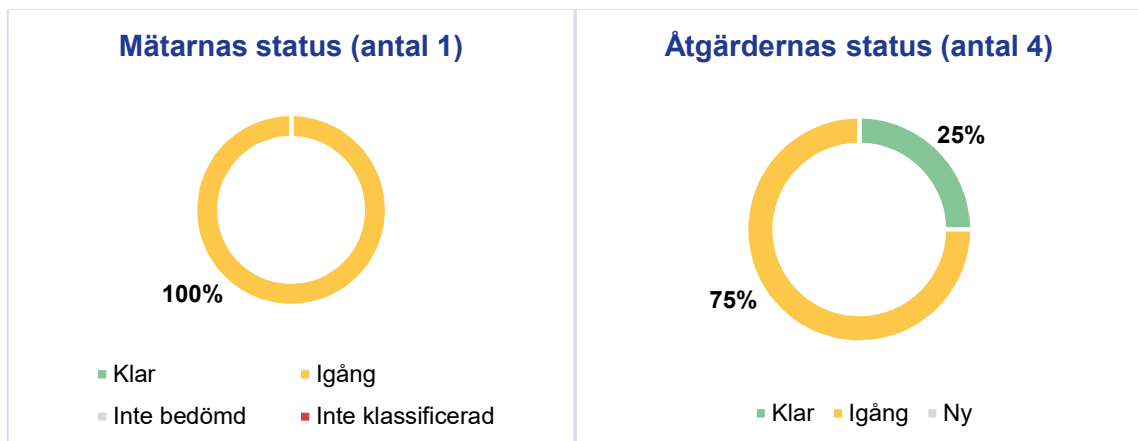 Mätarnas status (antal 1)
100%
Klar
Igång
Inte bedömd
Inte klassificerad
Åtgärdernas status (antal 4)
25%
75%
Klar
Igång
Ny